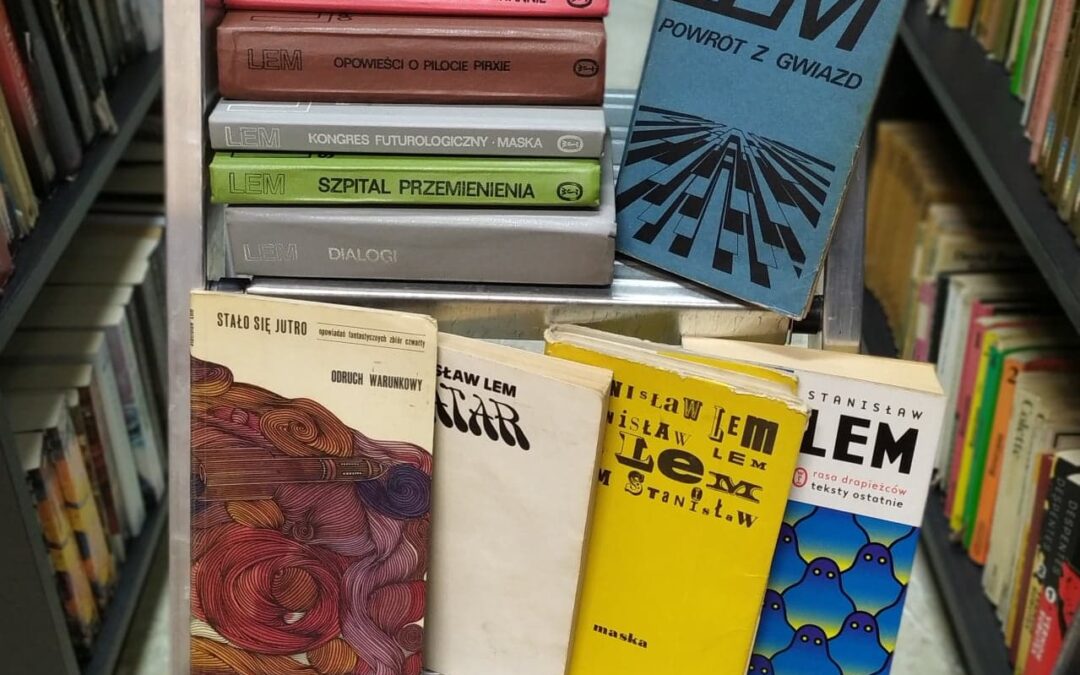 LEM OPOWIEŚCI O PILOCIE PIRXIE
LEM KONGRES FUTUROLOGICZNY · MASKA
LEM SZPITAL PRZEMIENIENIA
LEM DIALOGI
LEM
POWRÓT Z GWIAZD
STAŁO SIĘ JUTRO
opowiadań fantastycznych zbiór czwarty
ODRUCH WARUNKOWY
SŁAW LEM
ATAR
NISŁAW LEM
NISŁAW LEM
LEM
M STANISŁAW
maska
STANISŁAW
LEM
rasa drapieżców
teksty ostatnie